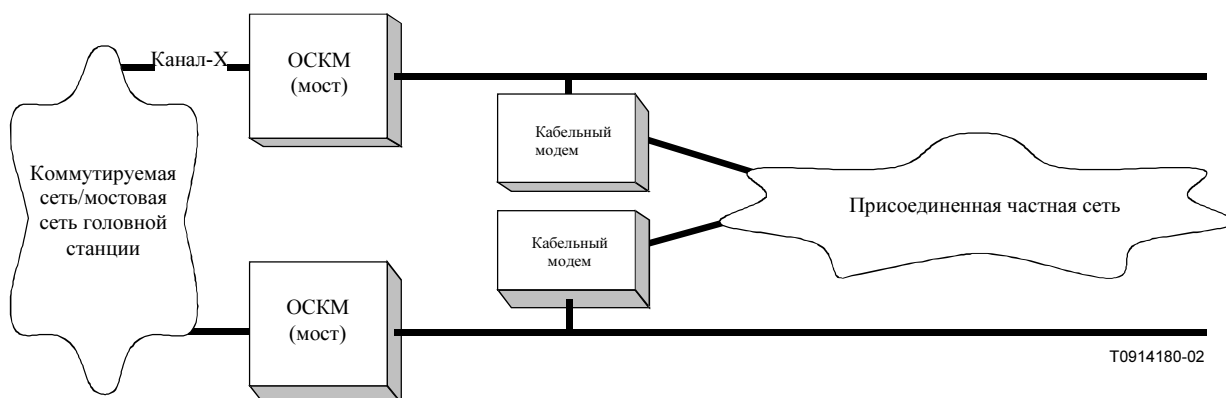 Канал-X
ОСКМ
(мост)
Кабельный
модем
Коммутируемая
сеть/мостовая
сеть головной
станции
Присоединенная частная сеть
Кабельный
модем
ОСКМ
(мост)
T0914180-02